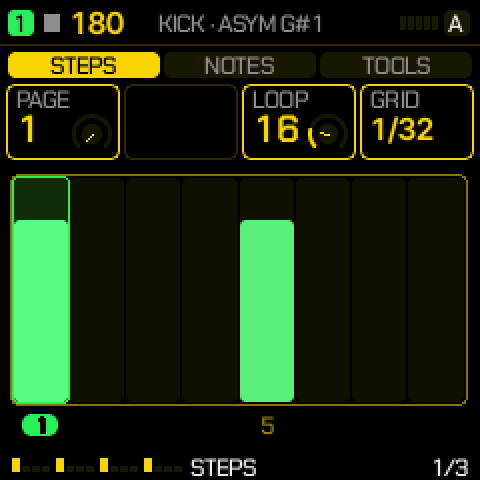 1 180 KICK · ASYM G#1 A
STEPS NOTES TOOLS
PAGE LOOP GRID
1 16 1/32
1 5
STEPS 1/3